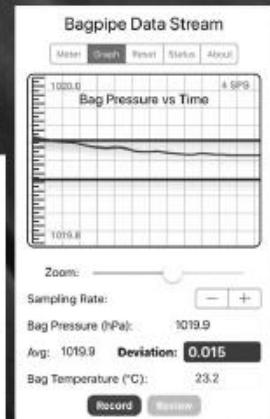 Bagpipe Data Stream
Meter Graph Reset Status About
1020.0 4 SPS
Bag Pressure vs Time
1019.8
Zoom:
Sampling Rate: − +
Bag Pressure (hPa): 1019.9
Avg: 1019.9 Deviation: 0.015
Bag Temperature (°C): 23.2
Record Review